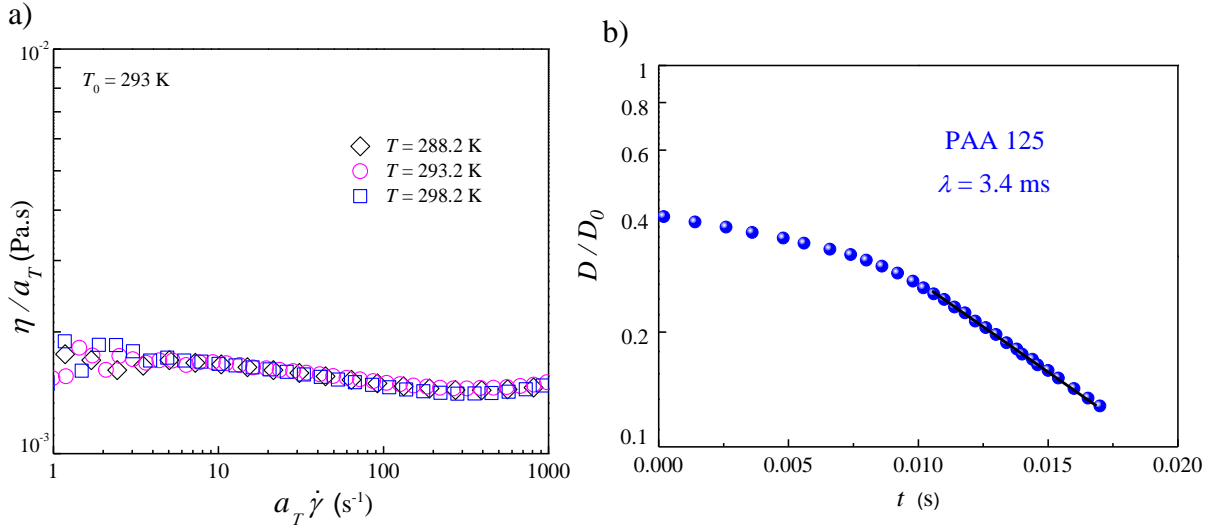 a)
10⁻²
T₀ = 293 K
T = 288.2 K
T = 293.2 K
T = 298.2 K
η / a_T (Pa.s)
10⁻³
1
10
100
1000
a_T γ̇ (s⁻¹)
b)
1
0.8
0.6
0.4
0.2
0.1
PAA 125
λ = 3.4 ms
D / D₀
0.000
0.005
0.010
0.015
0.020
t (s)